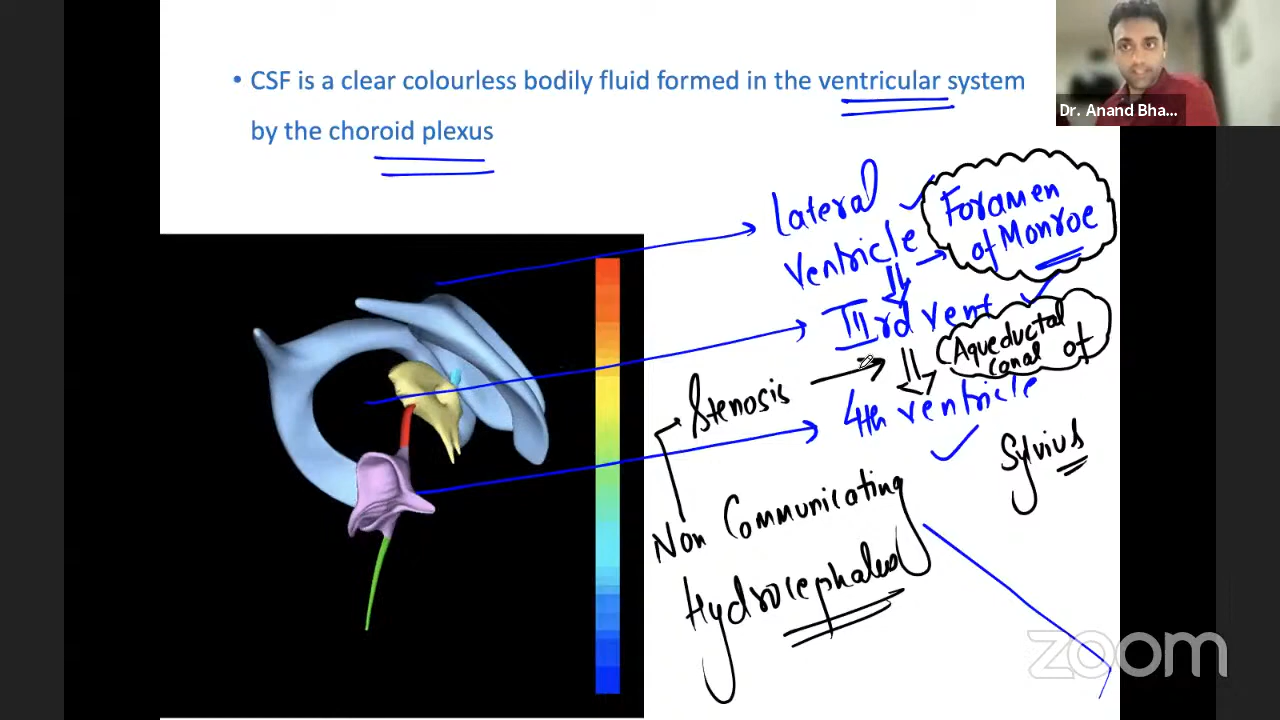 • CSF is a clear colourless bodily fluid formed in the ventricular system
by the choroid plexus
Dr. Anand Bha...
Lateral
Ventricle
Foramen
of Monroe
IIIrd vent
(Aqueductal
Canal of
Sylvius
4th ventricle
Stenosis
Non Communicating
Hydrocephalus
zoom